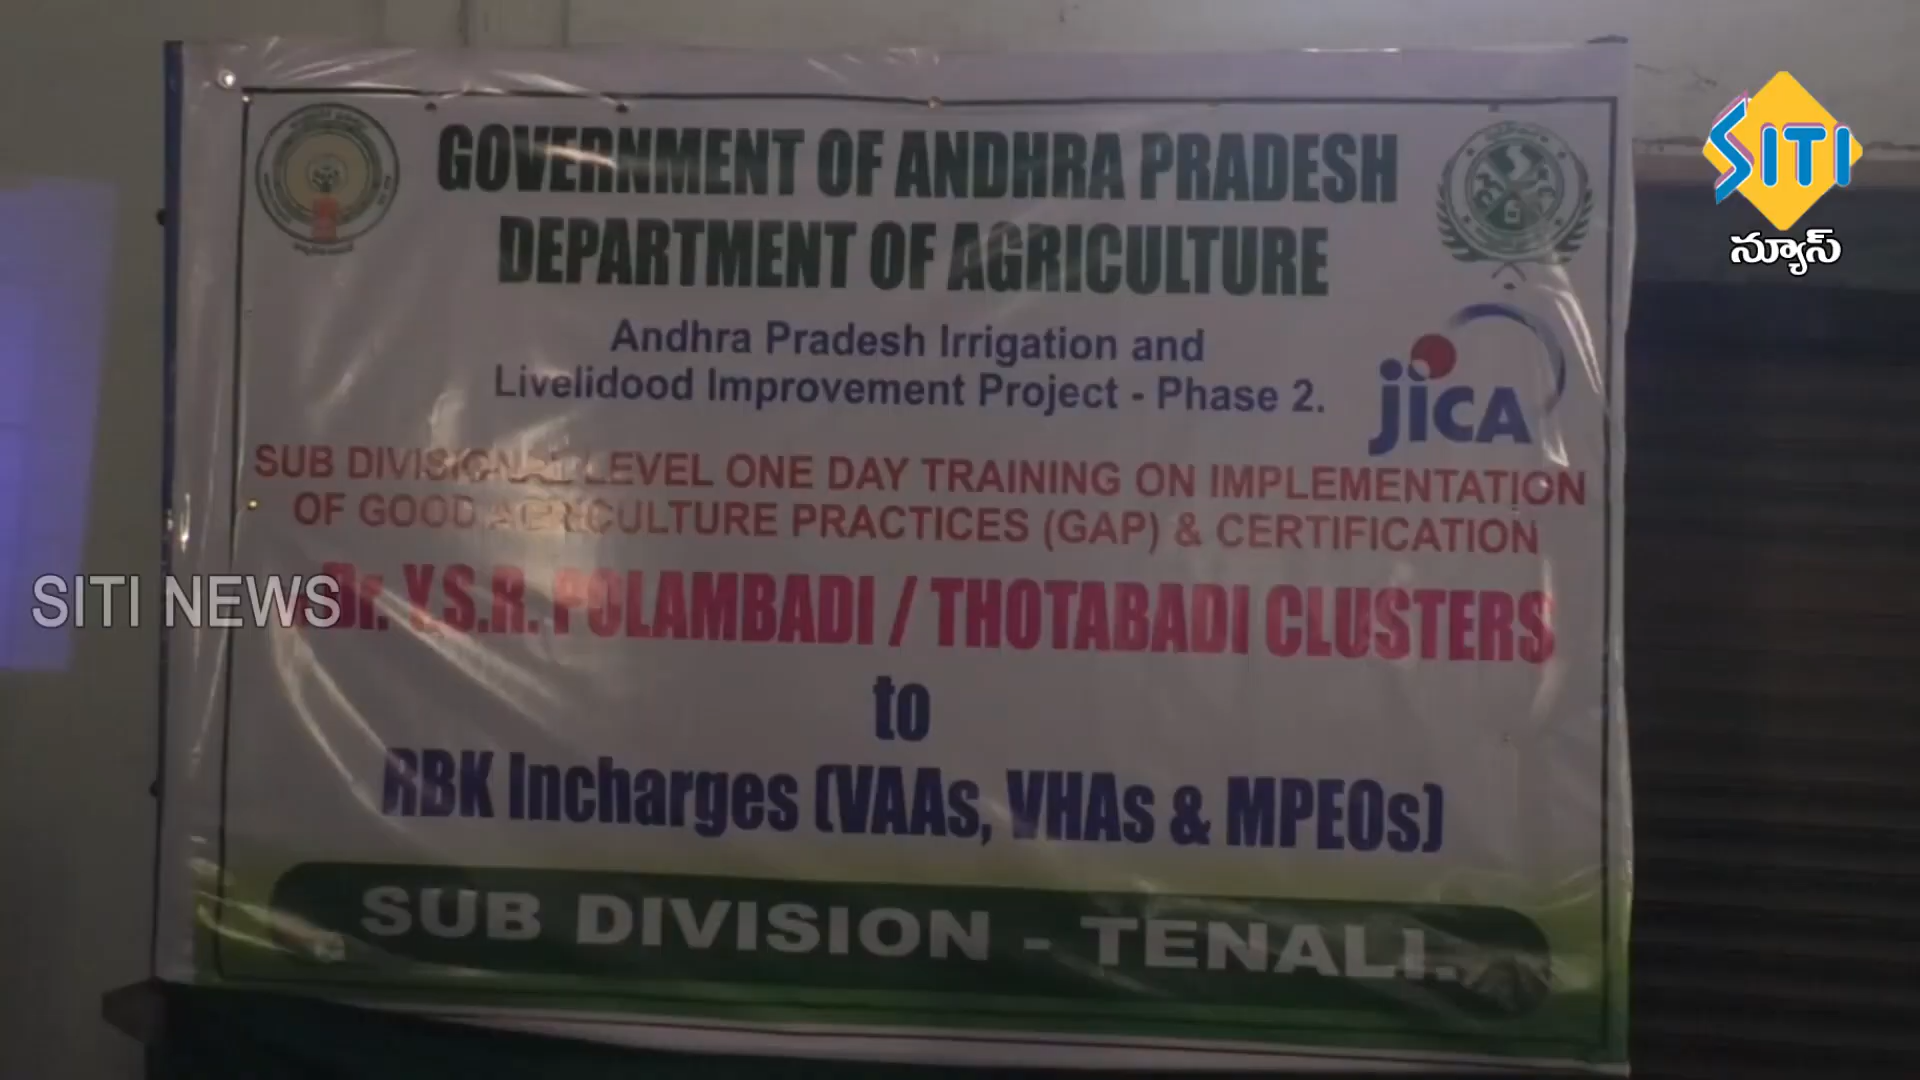 GOVERNMENT OF ANDHRA PRADESH
DEPARTMENT OF AGRICULTURE
Andhra Pradesh Irrigation and
Livelidood Improvement Project - Phase 2.
jica
SUB DIVISIONAL LEVEL ONE DAY TRAINING ON IMPLEMENTATION
OF GOOD AGRICULTURE PRACTICES (GAP) & CERTIFICATION
Dr. Y.S.R. POLAMBADI / THOTABADI CLUSTERS
to
RBK Incharges (VAAs, VHAs & MPEOs)
SUB DIVISION - TENALI.
SITI
న్యూస్
SITI NEWS